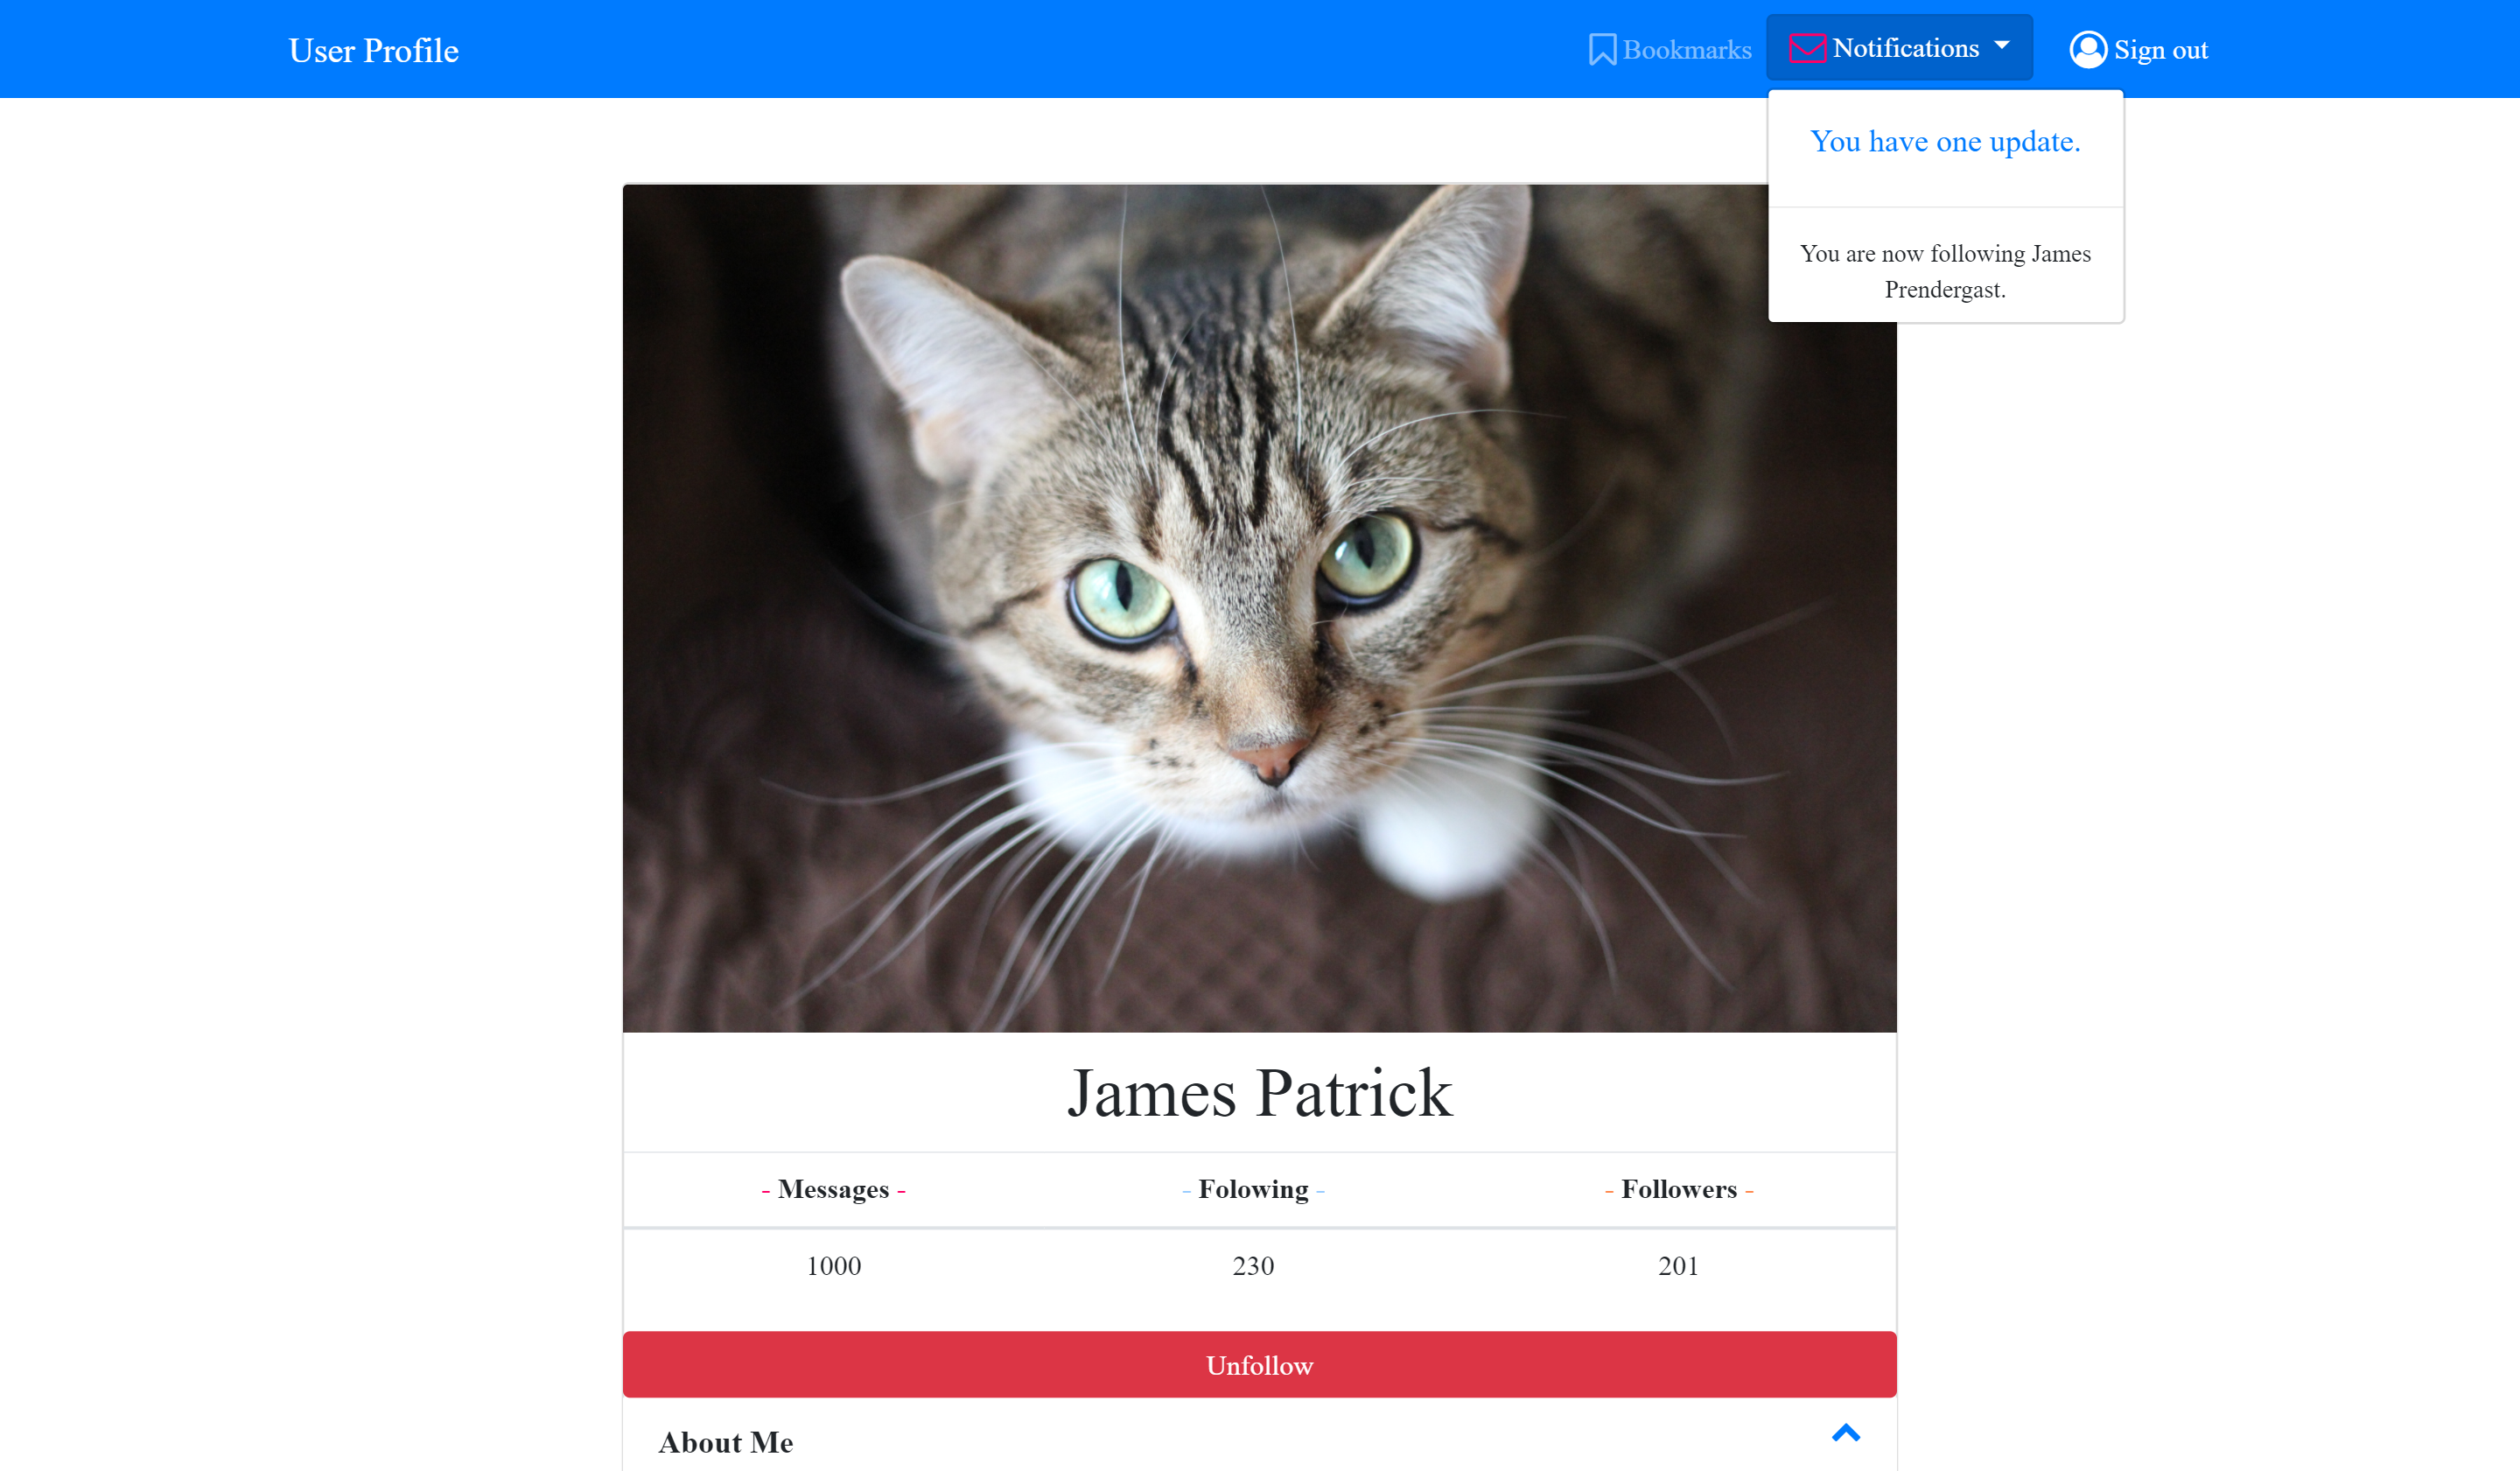 User Profile
Bookmarks
Notifications
Sign out
You have one update.
You are now following James
Prendergast.
James Patrick
- Messages -
- Folowing -
- Followers -
1000
230
201
Unfollow
About Me